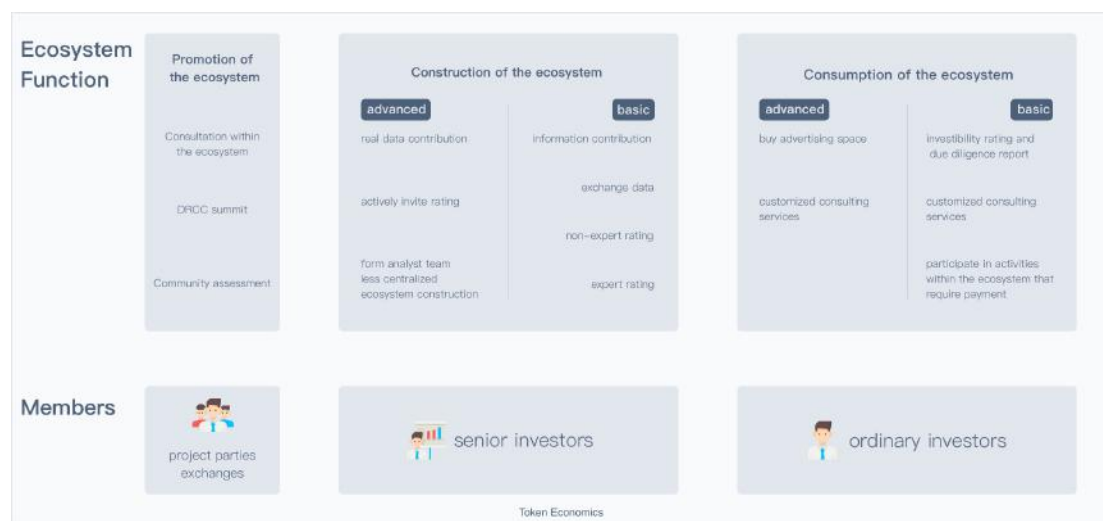 Ecosystem
Function
Promotion of
the ecosystem
Consultation within
the ecosystem
DRCC summit
Community assessment
Construction of the ecosystem
advanced
real data contribution
actively invite rating
form analyst team
less centralized
ecosystem construction
basic
information contribution
exchange data
non-expert rating
expert rating
Consumption of the ecosystem
advanced
buy advertising space
customized consulting
services
basic
investibility rating and
due diligence report
customized consulting
services
participate in activities
within the ecosystem that
require payment
Members
project parties
exchanges
senior investors
ordinary investors
Token Economics